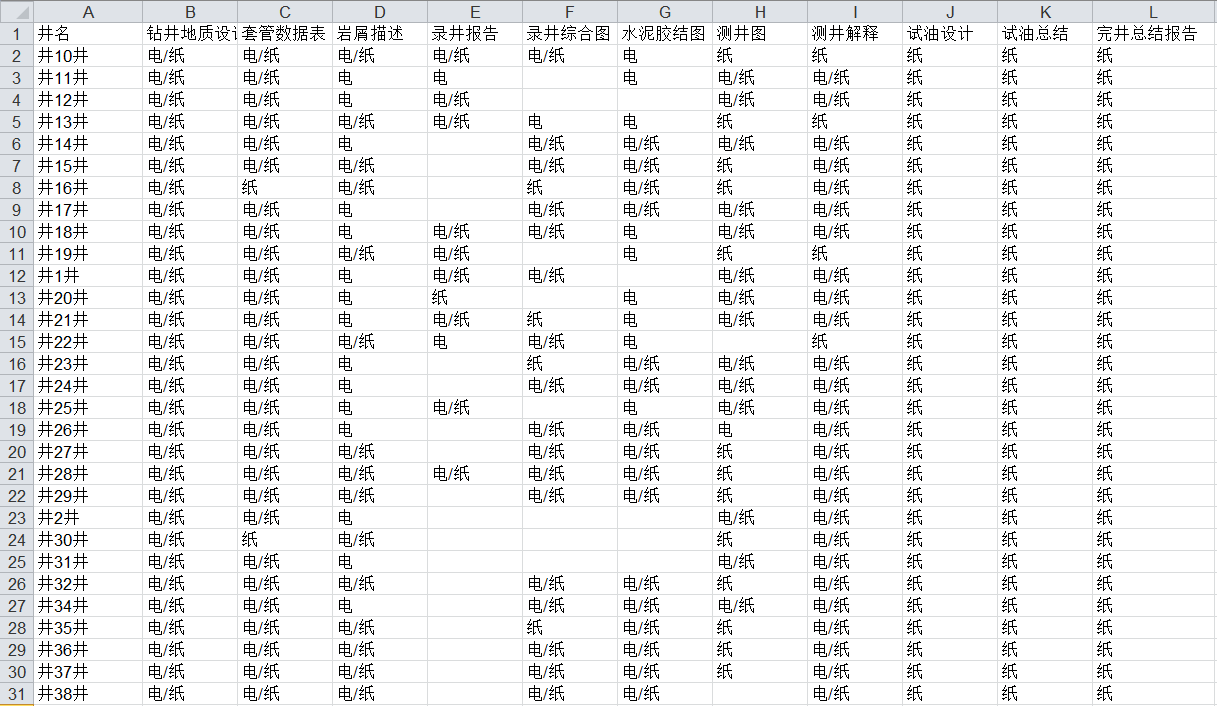 A B C D E F G H I J K L
1 井名 钻井地质设计 套管数据表 岩屑描述 录井报告 录井综合图 水泥胶结图 测井图 测井解释 试油设计 试油总结 完井总结报告
2 井10井 电/纸 电/纸 电/纸 电/纸 电/纸 电 纸 纸 纸 纸 纸
3 井11井 电/纸 电/纸 电 电 电 电/纸 电/纸 纸 纸 纸
4 井12井 电/纸 电/纸 电 电/纸 电/纸 电/纸 纸 纸 纸
5 井13井 电/纸 电/纸 电/纸 电/纸 电 电 纸 纸 纸 纸 纸
6 井14井 电/纸 电/纸 电 电/纸 电/纸 电/纸 电/纸 纸 纸 纸
7 井15井 电/纸 电/纸 电/纸 电/纸 电/纸 纸 电/纸 纸 纸 纸
8 井16井 电/纸 纸 电/纸 纸 电/纸 纸 电/纸 纸 纸 纸
9 井17井 电/纸 电/纸 电 电/纸 电/纸 电/纸 电/纸 纸 纸 纸
10 井18井 电/纸 电/纸 电 电/纸 电/纸 电 电/纸 电/纸 纸 纸 纸
11 井19井 电/纸 电/纸 电/纸 电/纸 电 纸 纸 纸 纸 纸
12 井1井 电/纸 电/纸 电 电/纸 电/纸 电/纸 电/纸 纸 纸 纸
13 井20井 电/纸 电/纸 电 纸 电 电/纸 电/纸 纸 纸 纸
14 井21井 电/纸 电/纸 电 电/纸 纸 电 电/纸 电/纸 纸 纸 纸
15 井22井 电/纸 电/纸 电/纸 电 电/纸 电 纸 纸 纸 纸
16 井23井 电/纸 电/纸 电 纸 电/纸 电/纸 电/纸 纸 纸 纸
17 井24井 电/纸 电/纸 电 电/纸 电/纸 电/纸 电/纸 纸 纸 纸
18 井25井 电/纸 电/纸 电 电/纸 电 电/纸 电/纸 纸 纸 纸
19 井26井 电/纸 电/纸 电 电/纸 电/纸 电 电/纸 纸 纸 纸
20 井27井 电/纸 电/纸 电/纸 电/纸 电/纸 纸 电/纸 纸 纸 纸
21 井28井 电/纸 电/纸 电/纸 电/纸 电/纸 电/纸 纸 电/纸 纸 纸 纸
22 井29井 电/纸 电/纸 电/纸 电/纸 电/纸 纸 电/纸 纸 纸 纸
23 井2井 电/纸 电/纸 电 电/纸 电/纸 纸 纸 纸
24 井30井 电/纸 纸 电/纸 纸 电/纸 纸 纸 纸
25 井31井 电/纸 电/纸 电 电/纸 电/纸 纸 纸 纸
26 井32井 电/纸 电/纸 电/纸 电/纸 电/纸 纸 电/纸 纸 纸 纸
27 井34井 电/纸 电/纸 电 电/纸 电/纸 电/纸 电/纸 纸 纸 纸
28 井35井 电/纸 电/纸 电/纸 纸 电/纸 纸 电/纸 纸 纸 纸
29 井36井 电/纸 电/纸 电/纸 电/纸 电/纸 纸 电/纸 纸 纸 纸
30 井37井 电/纸 电/纸 电/纸 电/纸 电/纸 纸 电/纸 纸 纸 纸
31 井38井 电/纸 电/纸 电/纸 电/纸 电/纸 电/纸 纸 纸 纸